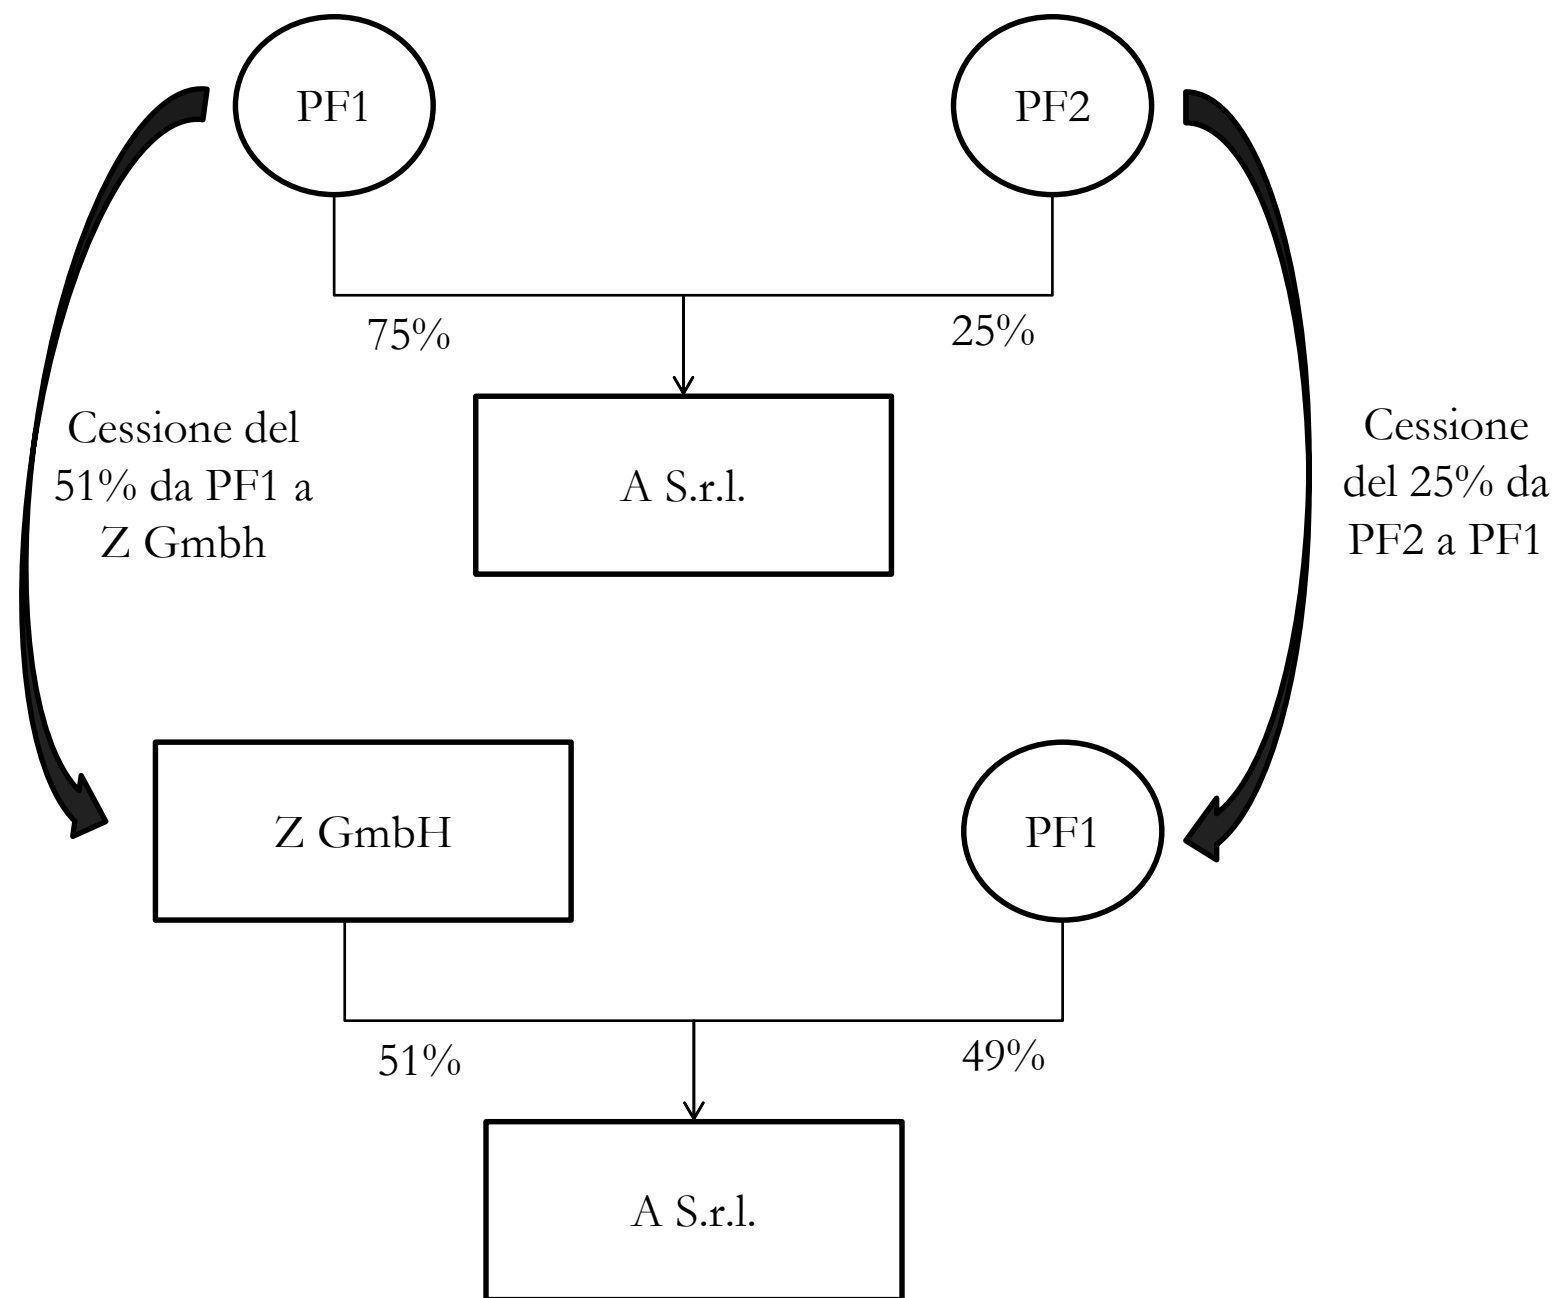 PF1
PF2
75%
25%
Cessione del
51% da PF1 a
Z Gmbh
A S.r.l.
Cessione
del 25% da
PF2 a PF1
Z GmbH
PF1
51%
49%
A S.r.l.